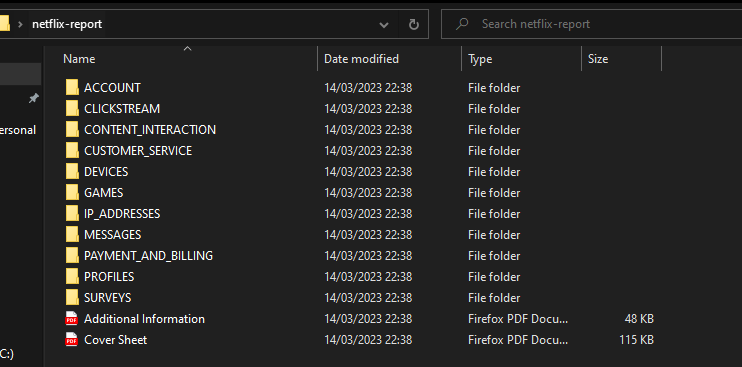 netflix-report Search netflix-report
Name Date modified Type Size
ACCOUNT 14/03/2023 22:38 File folder
CLICKSTREAM 14/03/2023 22:38 File folder
CONTENT_INTERACTION 14/03/2023 22:38 File folder
ersonal
CUSTOMER_SERVICE 14/03/2023 22:38 File folder
DEVICES 14/03/2023 22:38 File folder
GAMES 14/03/2023 22:38 File folder
IP_ADDRESSES 14/03/2023 22:38 File folder
MESSAGES 14/03/2023 22:38 File folder
PAYMENT_AND_BILLING 14/03/2023 22:38 File folder
PROFILES 14/03/2023 22:38 File folder
SURVEYS 14/03/2023 22:38 File folder
PDF Additional Information 14/03/2023 22:38 Firefox PDF Docu... 48 KB
PDF Cover Sheet 14/03/2023 22:38 Firefox PDF Docu... 115 KB
C:)